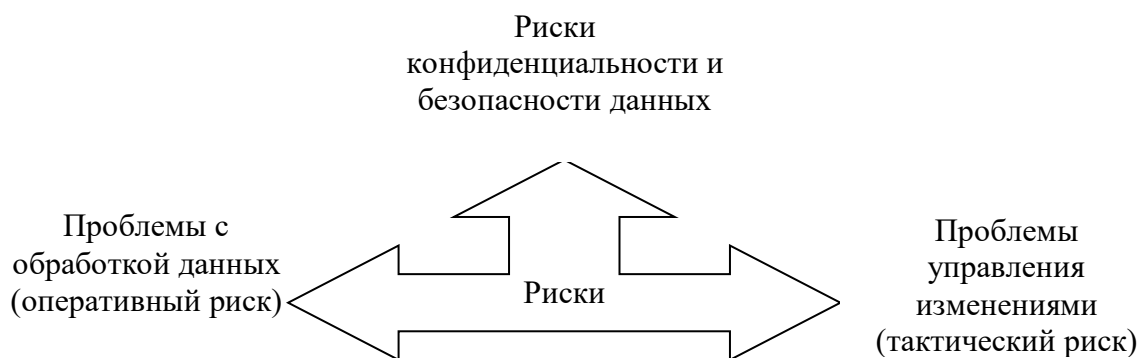 Риски
конфиденциальности и
безопасности данных
Проблемы с
обработкой данных
(оперативный риск)
Риски
Проблемы
управления
изменениями
(тактический риск)